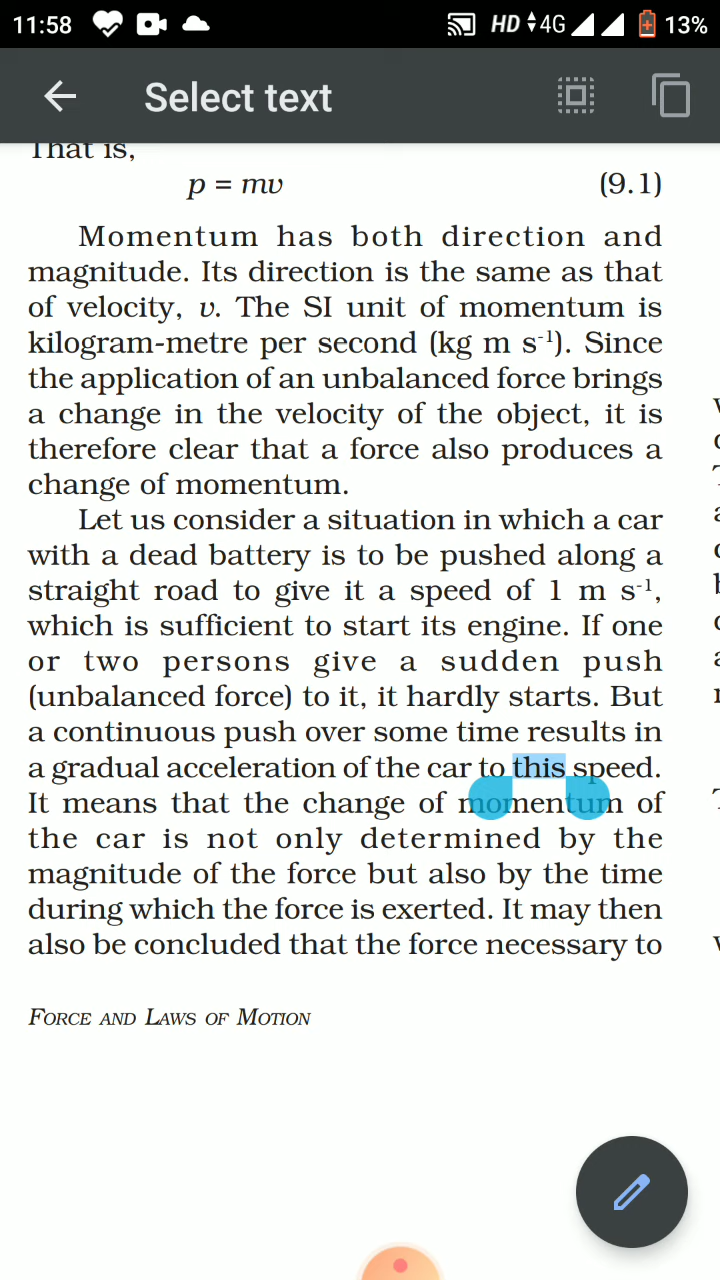 11:58 HD 4G 13%
Select text
That is,
p = mv (9.1)
Momentum has both direction and
magnitude. Its direction is the same as that
of velocity, v. The SI unit of momentum is
kilogram-metre per second (kg m s⁻¹). Since
the application of an unbalanced force brings
a change in the velocity of the object, it is
therefore clear that a force also produces a
change of momentum.
Let us consider a situation in which a car
with a dead battery is to be pushed along a
straight road to give it a speed of 1 m s⁻¹,
which is sufficient to start its engine. If one
or two persons give a sudden push
(unbalanced force) to it, it hardly starts. But
a continuous push over some time results in
a gradual acceleration of the car to this speed.
It means that the change of momentum of
the car is not only determined by the
magnitude of the force but also by the time
during which the force is exerted. It may then
also be concluded that the force necessary to
FORCE AND LAWS OF MOTION